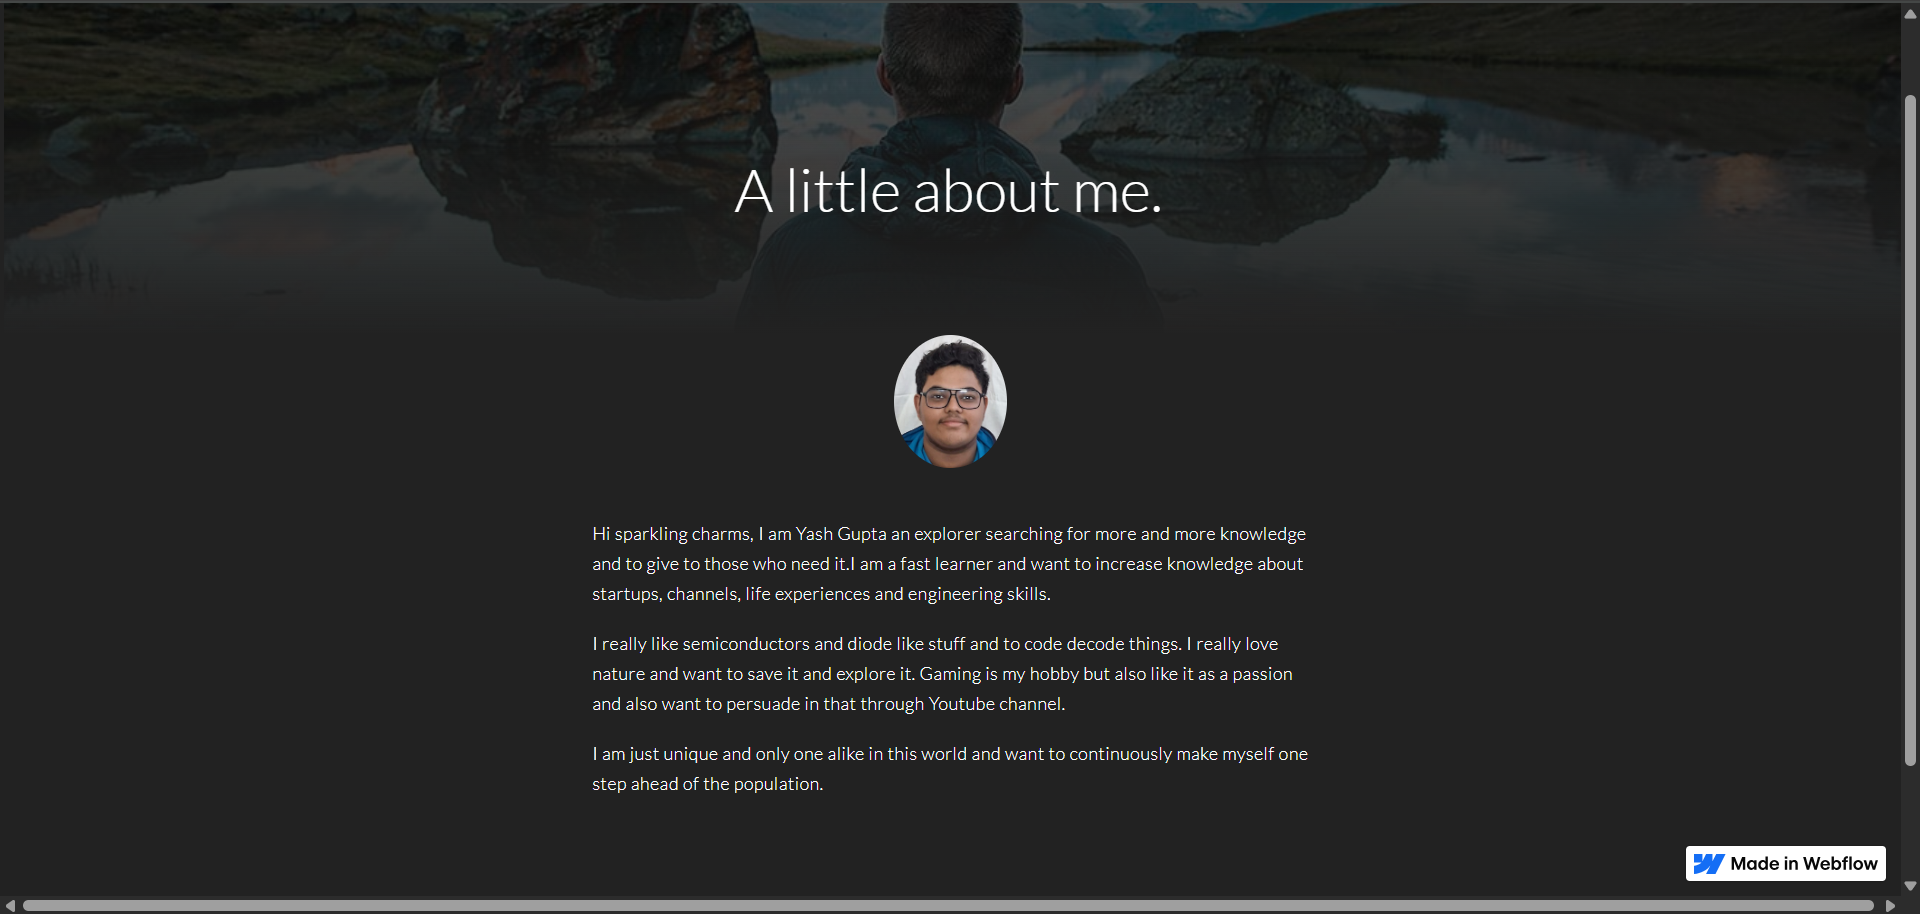 A little about me.
Hi sparkling charms, I am Yash Gupta an explorer searching for more and more knowledge
and to give to those who need it.I am a fast learner and want to increase knowledge about
startups, channels, life experiences and engineering skills.
I really like semiconductors and diode like stuff and to code decode things. I really love
nature and want to save it and explore it. Gaming is my hobby but also like it as a passion
and also want to persuade in that through Youtube channel.
I am just unique and only one alike in this world and want to continuously make myself one
step ahead of the population.
Made in Webflow